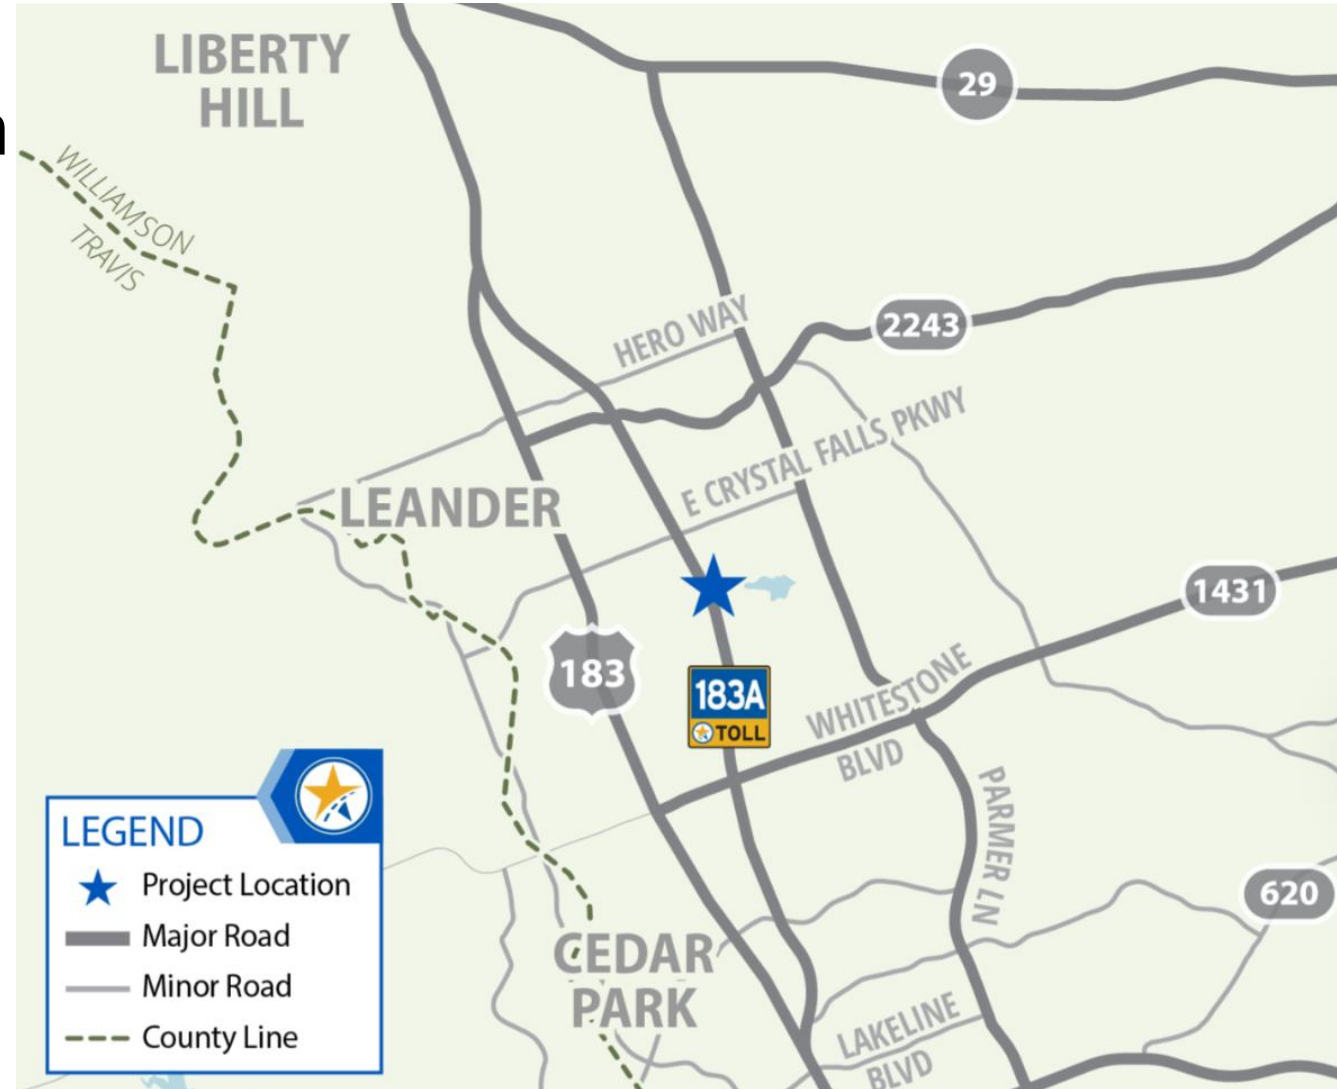 LIBERTY
HILL
29
WILLIAMSON
TRAVIS
HERO WAY
2243
E CRYSTAL FALLS PKWY
LEANDER
1431
183
183A
TOLL
WHITESTONE
BLVD
PARMER LN
620
CEDAR
PARK
LAKELINE
BLVD
LEGEND
Project Location
Major Road
Minor Road
County Line